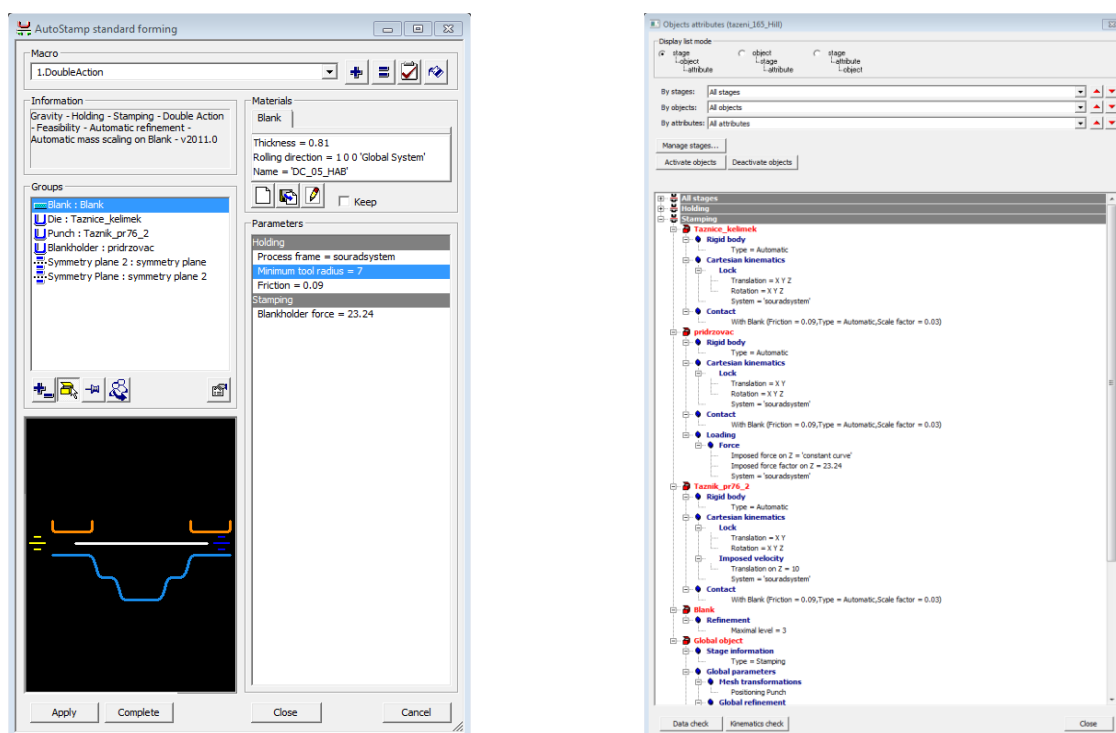 AutoStamp standard forming
Macro
1.DoubleAction
Information
Gravity - Holding - Stamping - Double Action
- Feasibility - Automatic refinement -
Automatic mass scaling on Blank - v2011.0
Groups
Blank : Blank
Die : Taznice_kelimek
Punch : Taznik_pr76_2
Blankholder : pridrzovac
Symmetry plane 2 : symmetry plane
Symmetry Plane : symmetry plane 2
Materials
Blank
Thickness = 0.81
Rolling direction = 1 0 0 'Global System'
Name = 'DC_05_HAB'
Keep
Parameters
Holding
Process frame = souradsystem
Minimum tool radius = 7
Friction = 0.09
Stamping
Blankholder force = 23.24
Apply
Complete
Close
Cancel
Objects attributes (tazeni_165_Hill)
Display list mode
stage
object
attribute
object
stage
attribute
stage
attribute
object
By stages: All stages
By objects: All objects
By attributes: All attributes
Manage stages...
Activate objects
Deactivate objects
All stages
Holding
Stamping
Taznice_kelimek
Rigid body
Type = Automatic
Cartesian kinematics
Lock
Translation = X Y Z
Rotation = X Y Z
System = 'souradsystem'
Contact
With Blank (Friction = 0.09,Type = Automatic,Scale factor = 0.03)
pridrzovac
Rigid body
Type = Automatic
Cartesian kinematics
Lock
Translation = X Y
Rotation = X Y Z
System = 'souradsystem'
Contact
With Blank (Friction = 0.09,Type = Automatic,Scale factor = 0.03)
Loading
Force
Imposed force on Z = 'constant curve'
Imposed force factor on Z = 23.24
System = 'souradsystem'
Taznik_pr76_2
Rigid body
Type = Automatic
Cartesian kinematics
Lock
Translation = X Y
Rotation = X Y Z
Imposed velocity
Translation on Z = 10
System = 'souradsystem'
Contact
With Blank (Friction = 0.09,Type = Automatic,Scale factor = 0.03)
Blank
Refinement
Maximal level = 3
Global object
Stage information
Type = Stamping
Global parameters
Mesh transformations
Positioning Punch
Global refinement
Data check
Kinematics check
Close